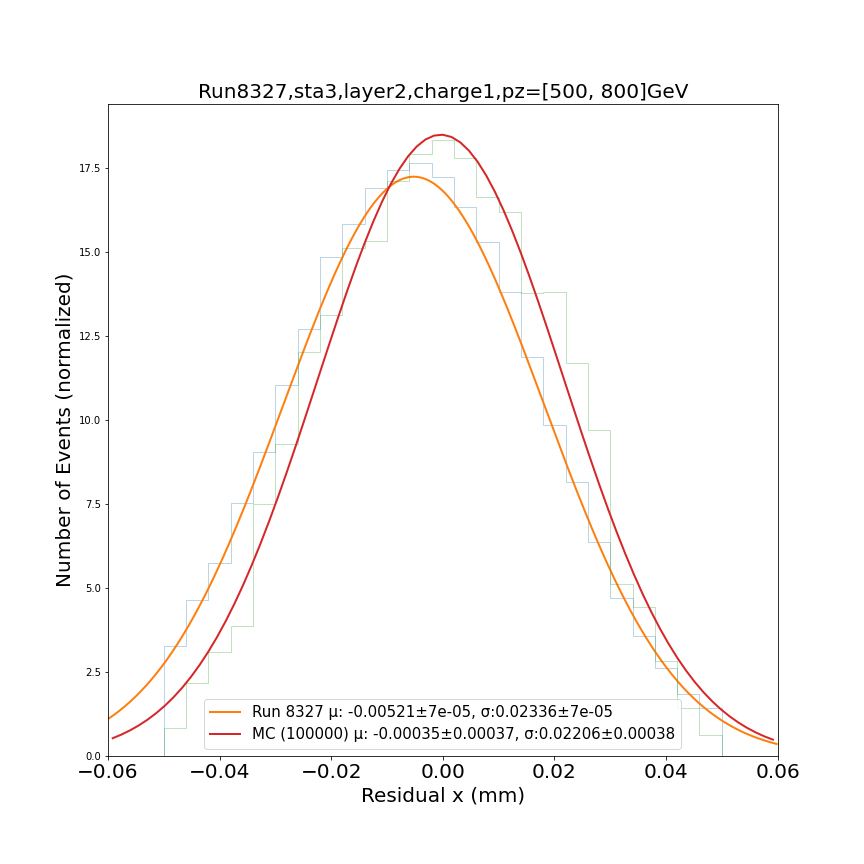 Run8327,sta3,layer2,charge1,pz=[500, 800]GeV
Number of Events (normalized)
17.5
15.0
12.5
10.0
7.5
5.0
2.5
0.0
Run 8327 μ: -0.00521±7e-05, σ:0.02336±7e-05
MC (100000) μ: -0.00035±0.00037, σ:0.02206±0.00038
−0.06 −0.04 −0.02 0.00 0.02 0.04 0.06
Residual x (mm)